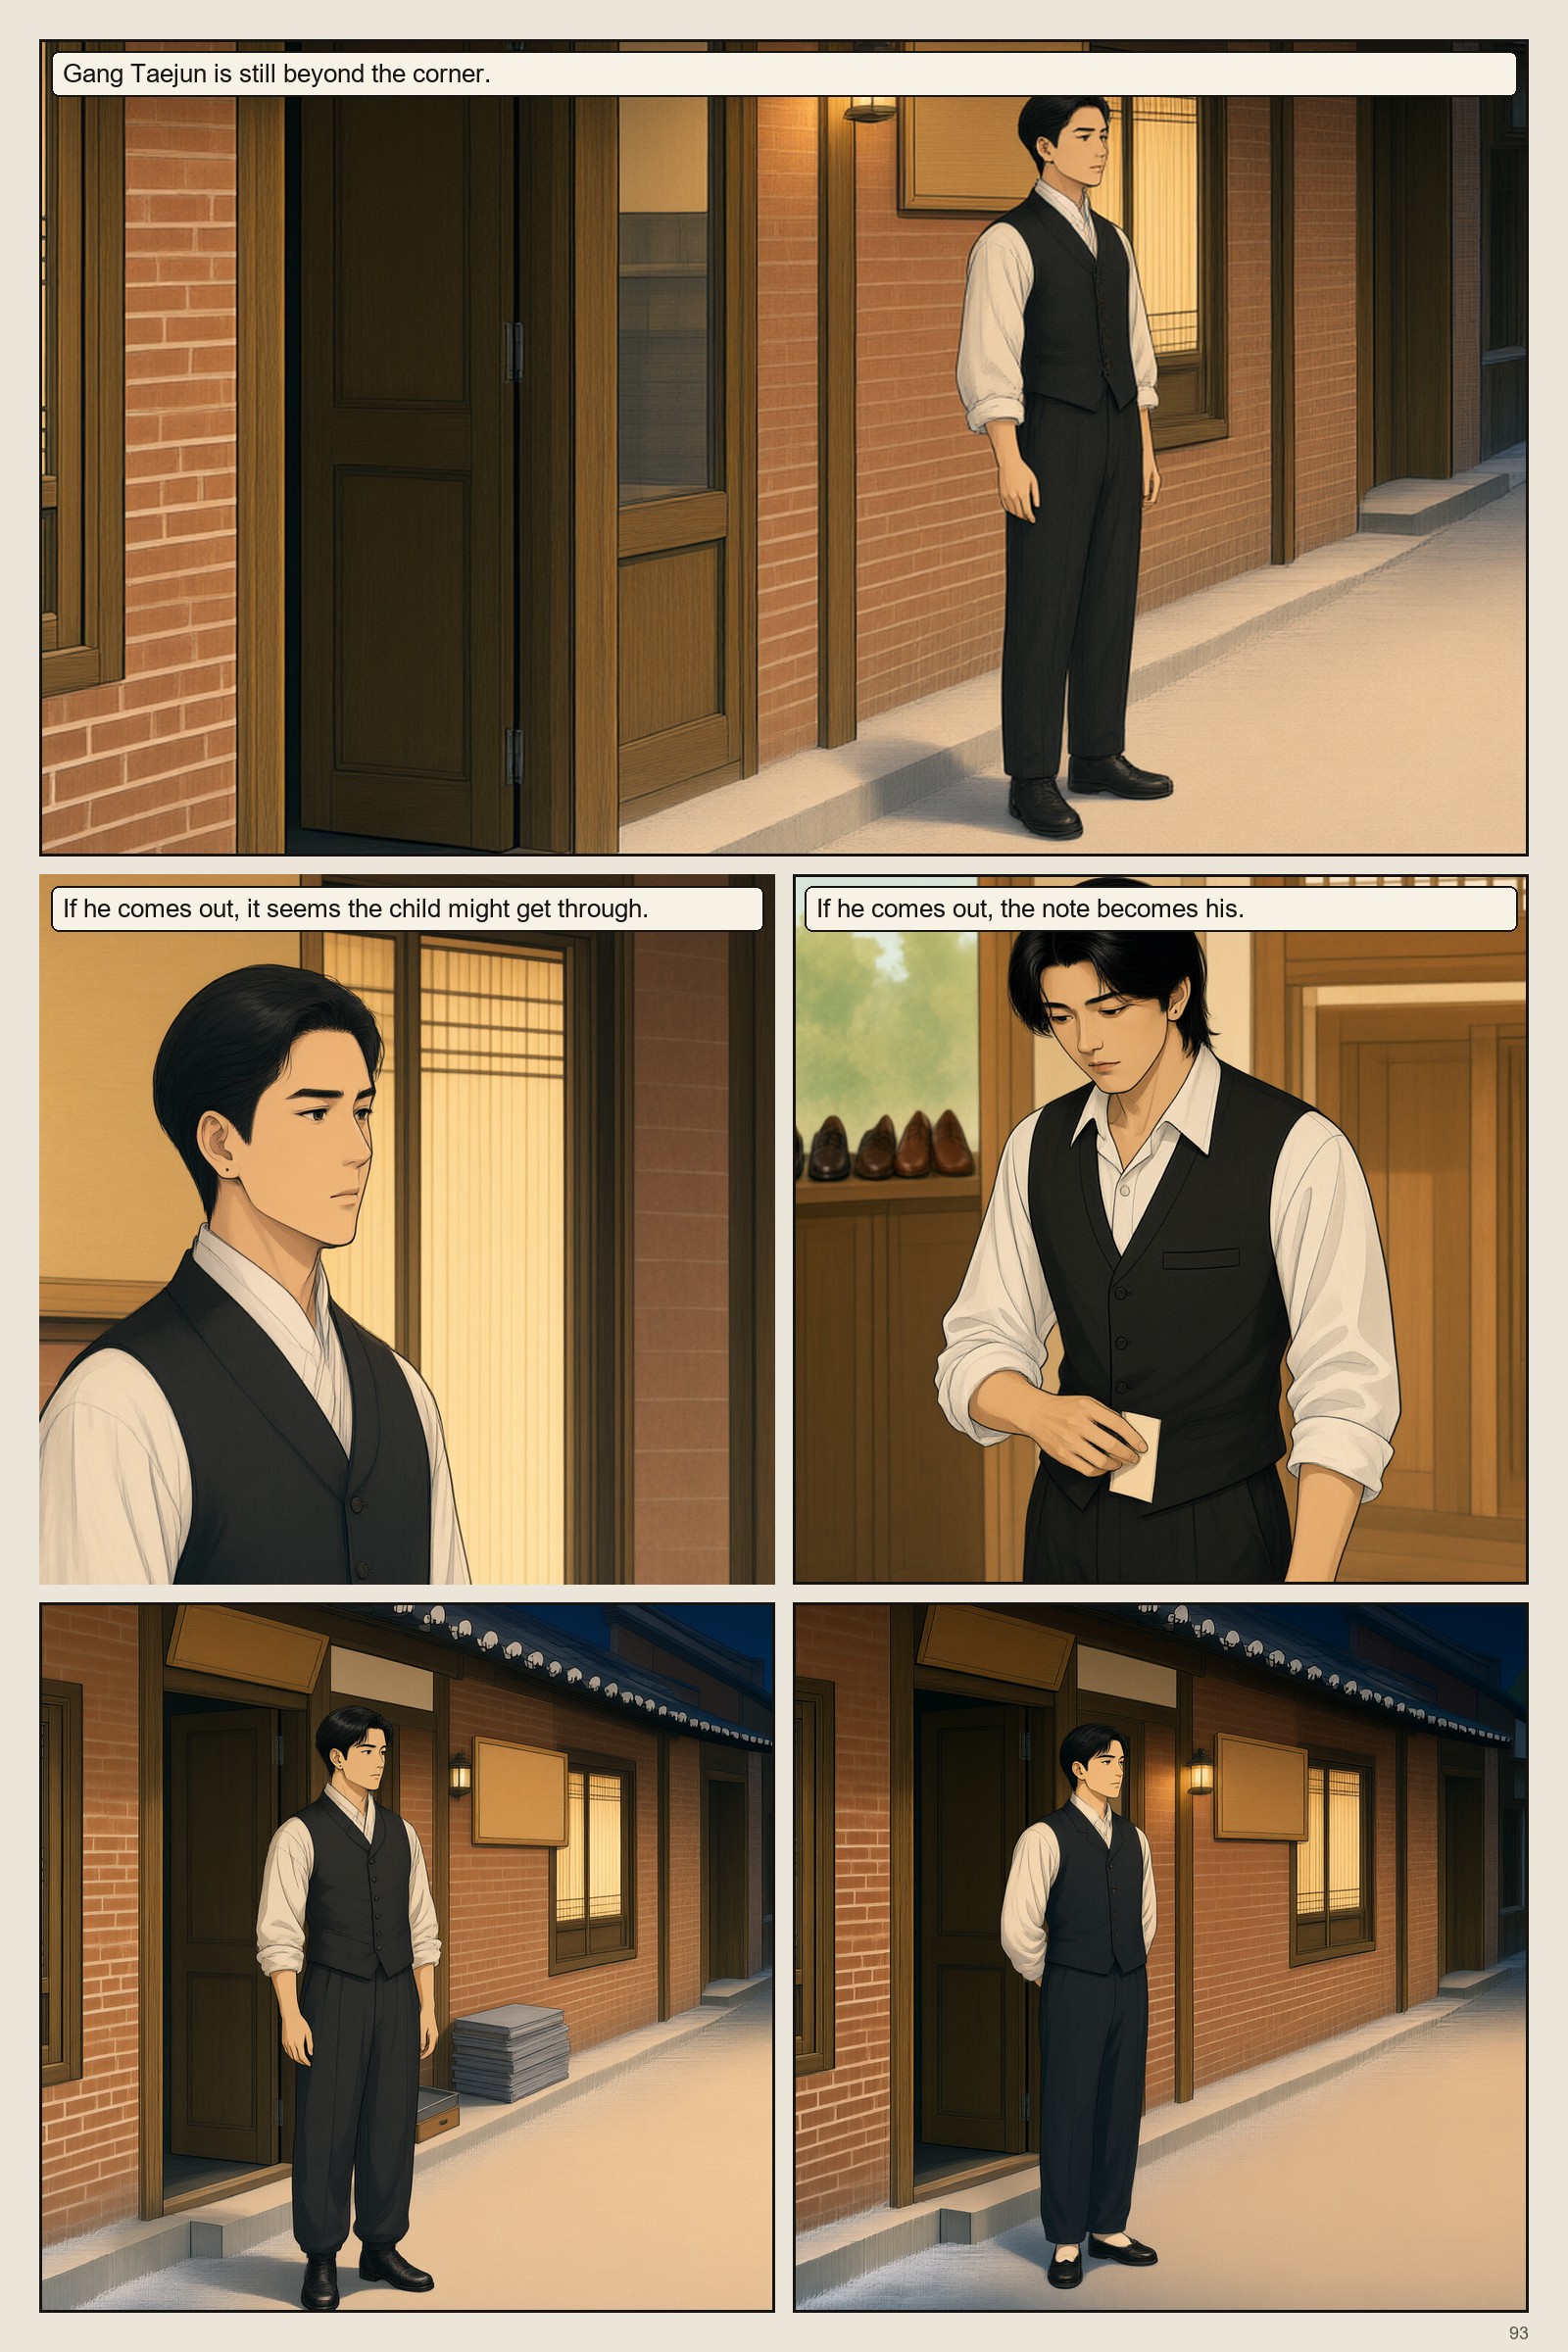 Gang Taejun is still beyond the corner.
If he comes out, it seems the child might get through.
If he comes out, the note becomes his.
93